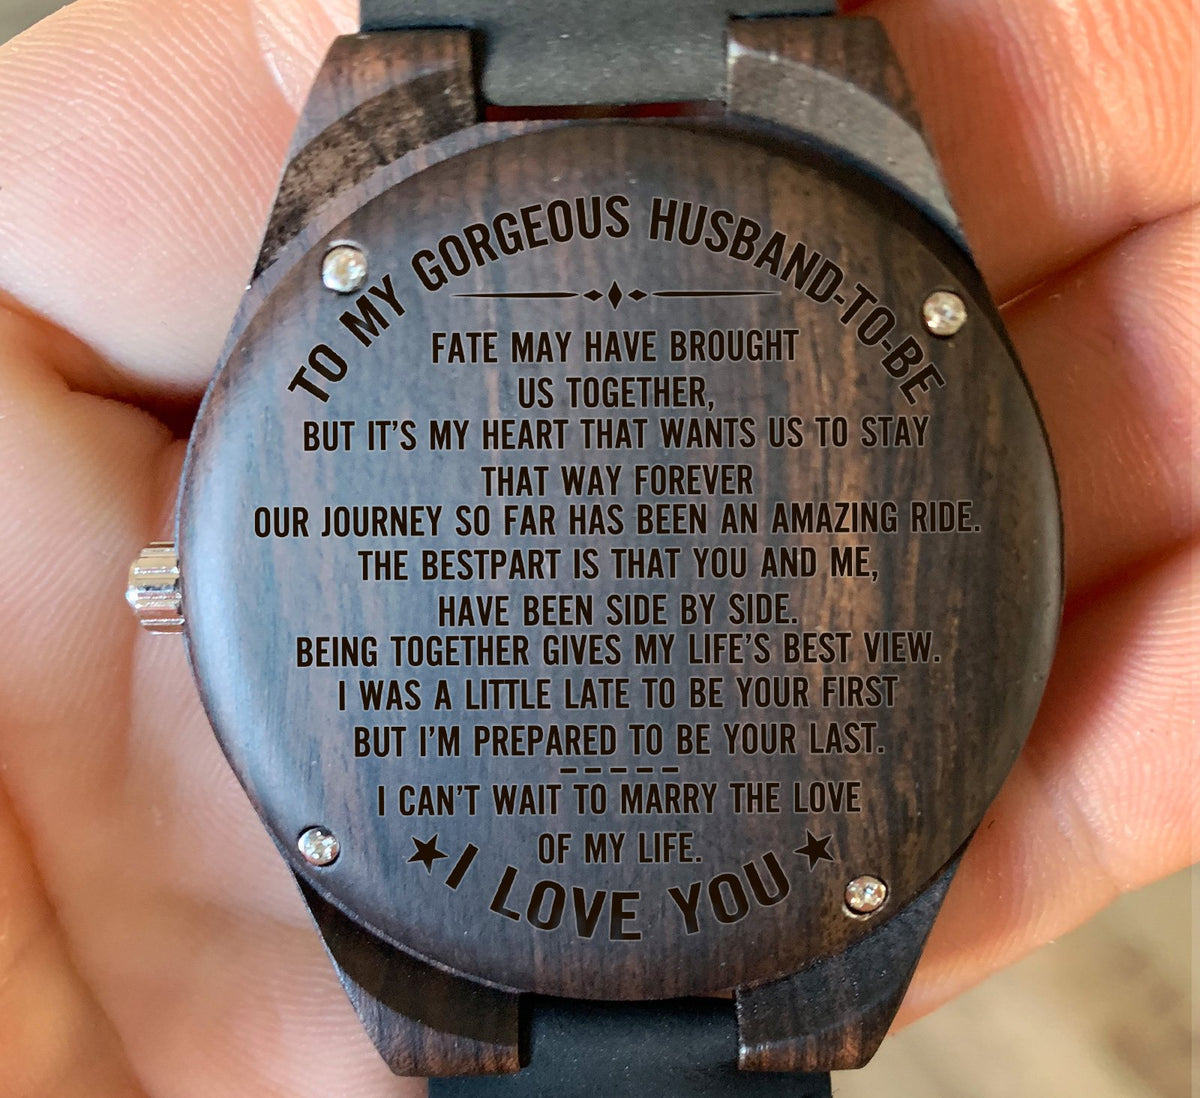 TO MY GORGEOUS HUSBAND-TO-BE
FATE MAY HAVE BROUGHT
US TOGETHER,
BUT IT'S MY HEART THAT WANTS US TO STAY
THAT WAY FOREVER
OUR JOURNEY SO FAR HAS BEEN AN AMAZING RIDE.
THE BESTPART IS THAT YOU AND ME,
HAVE BEEN SIDE BY SIDE.
BEING TOGETHER GIVES MY LIFE'S BEST VIEW.
I WAS A LITTLE LATE TO BE YOUR FIRST
BUT I'M PREPARED TO BE YOUR LAST.
-----
I CAN'T WAIT TO MARRY THE LOVE
OF MY LIFE.
★ I LOVE YOU ★